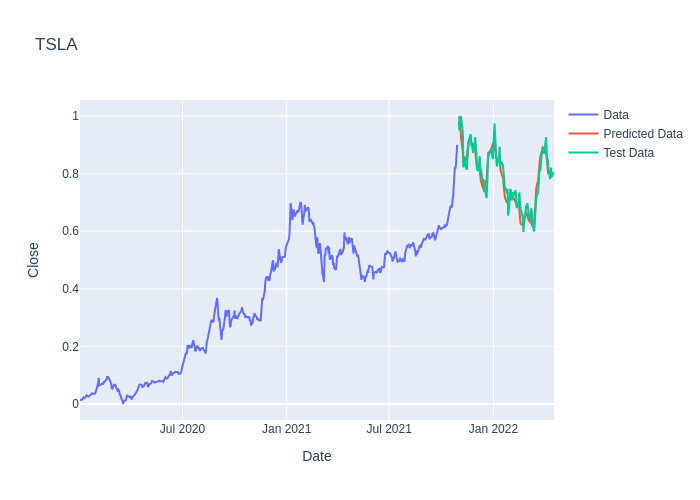 TSLA
1
0.8
0.6
0.4
0.2
0
Close
Jul 2020
Jan 2021
Jul 2021
Jan 2022
Date
Data
Predicted Data
Test Data